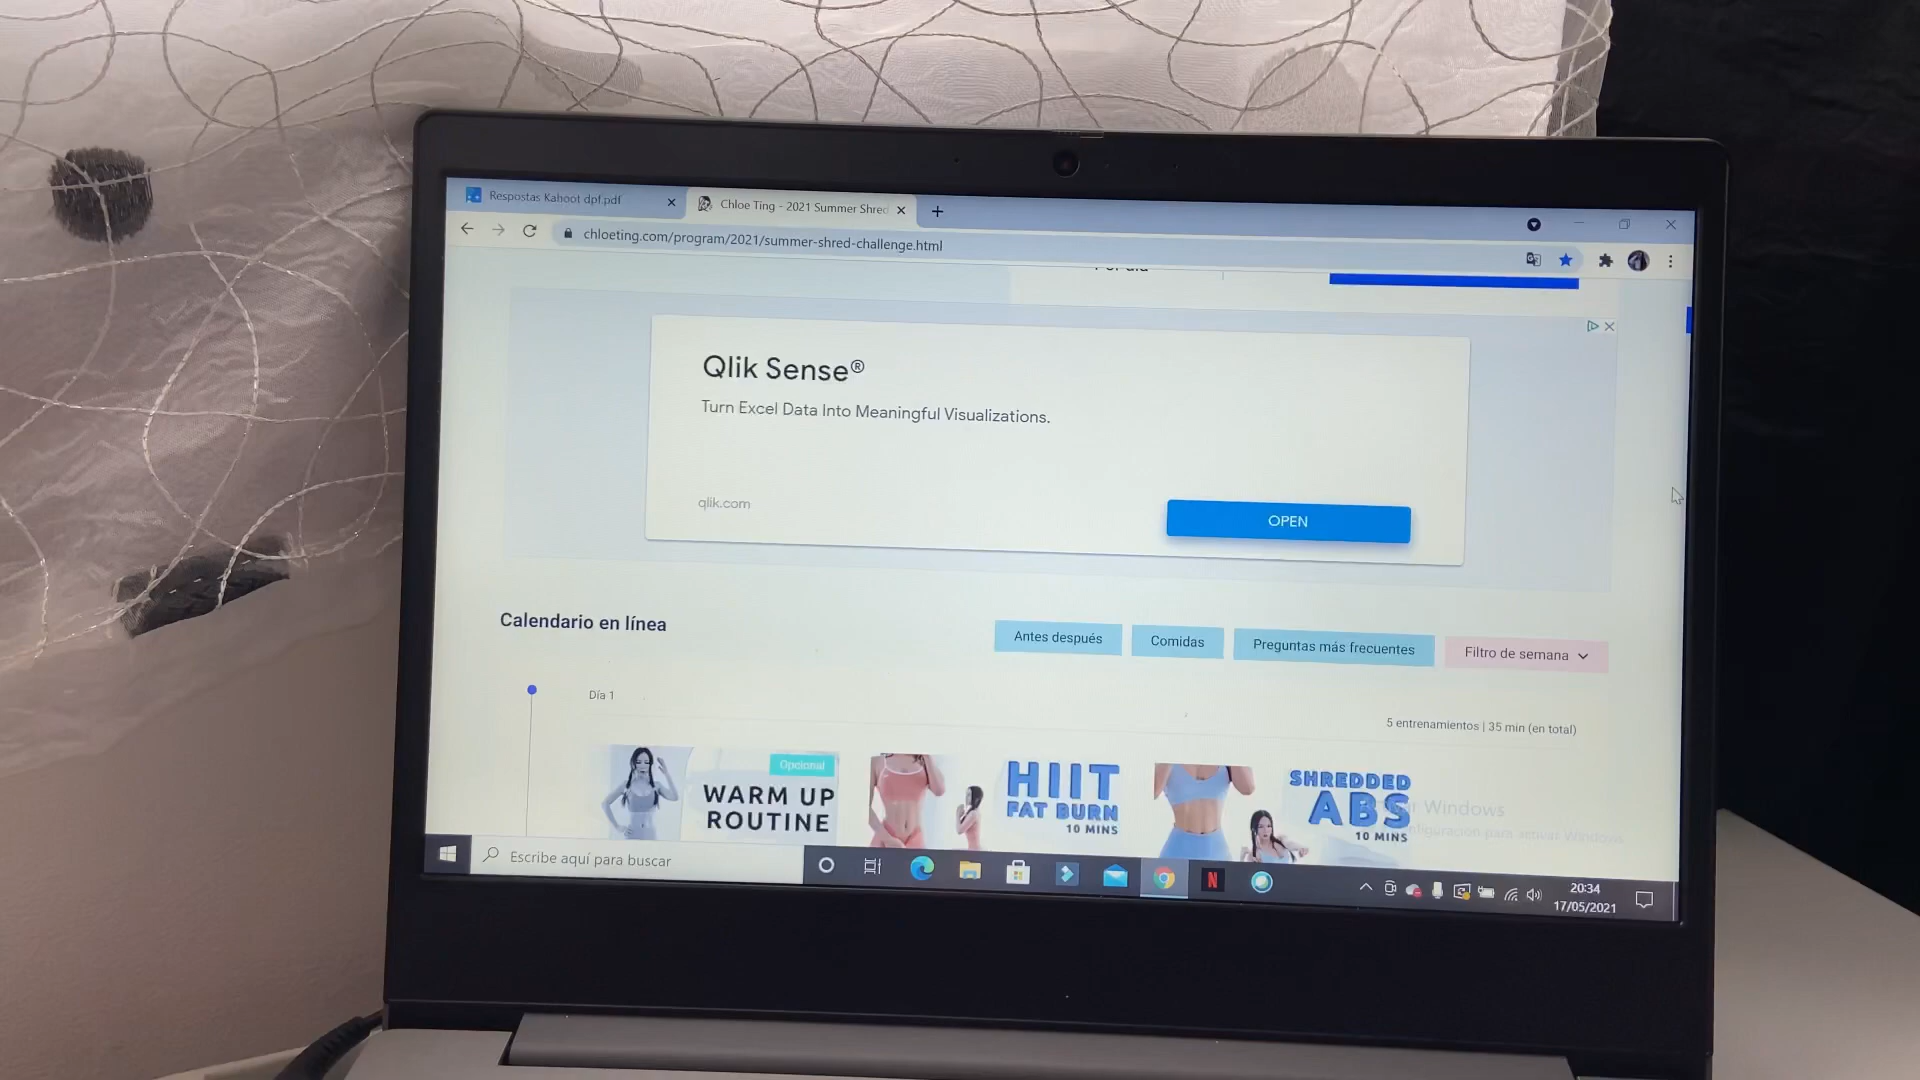 Respostas Kahoot dpf.pdf
Chloe Ting - 2021 Summer Shred
chloeting.com/program/2021/summer-shred-challenge.html
Qlik Sense®
Turn Excel Data Into Meaningful Visualizations.
qlik.com
OPEN
Calendario en línea
Antes después
Comidas
Preguntas más frecuentes
Filtro de semana
Día 1
5 entrenamientos | 35 min (en total)
Opcional
WARM UP
ROUTINE
HIIT
FAT BURN
10 MINS
SHREDDED
ABS
10 MINS
Windows
para activar Windows.
Escribe aquí para buscar
N
20:34
17/05/2021